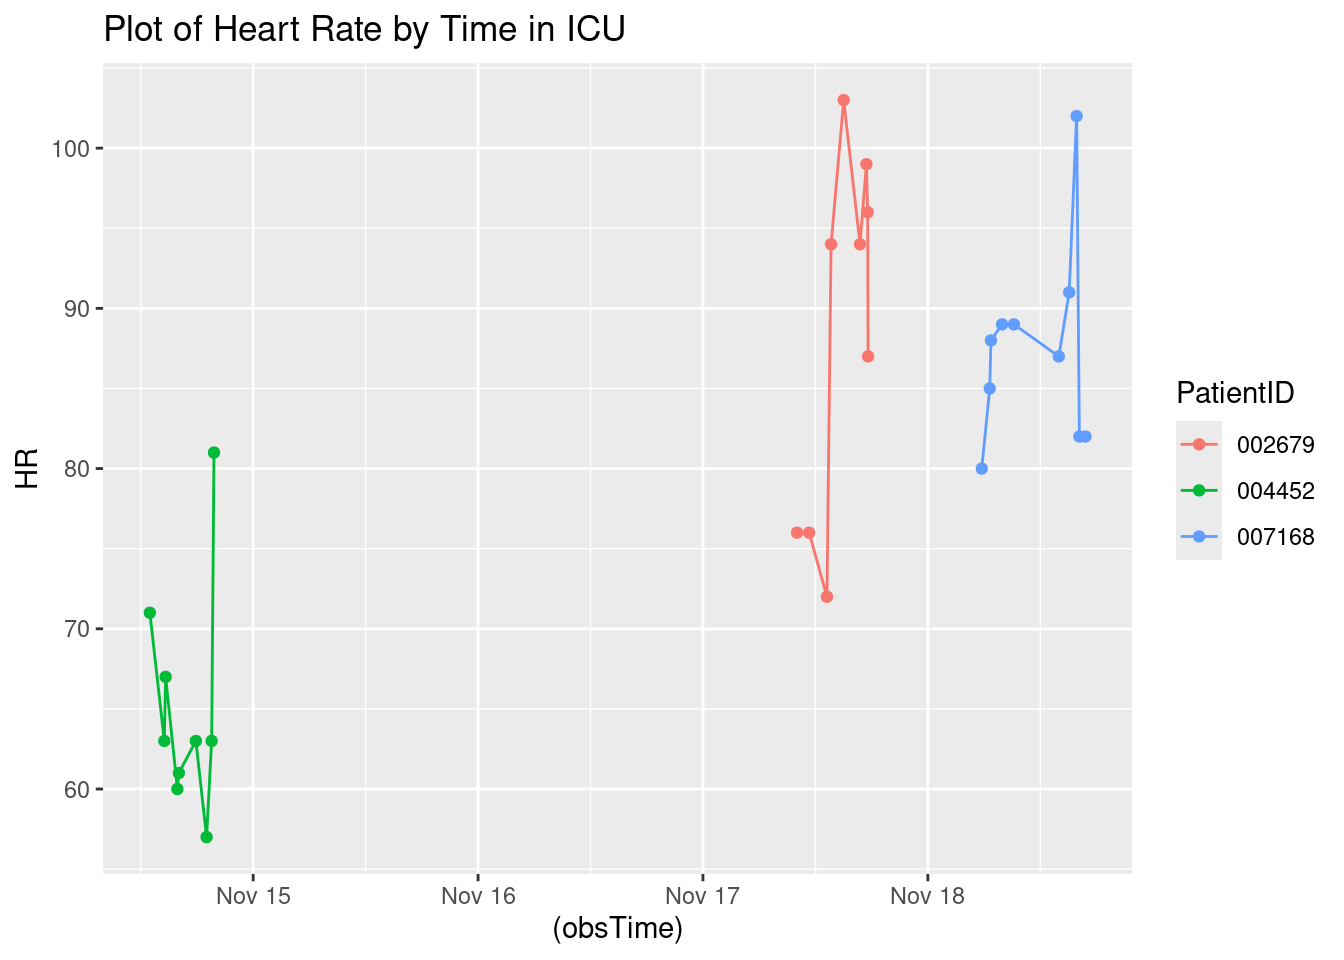 Plot of Heart Rate by Time in ICU
100
90
80
70
60
HR
Nov 15
Nov 16
Nov 17
Nov 18
(obsTime)
PatientID
002679
004452
007168